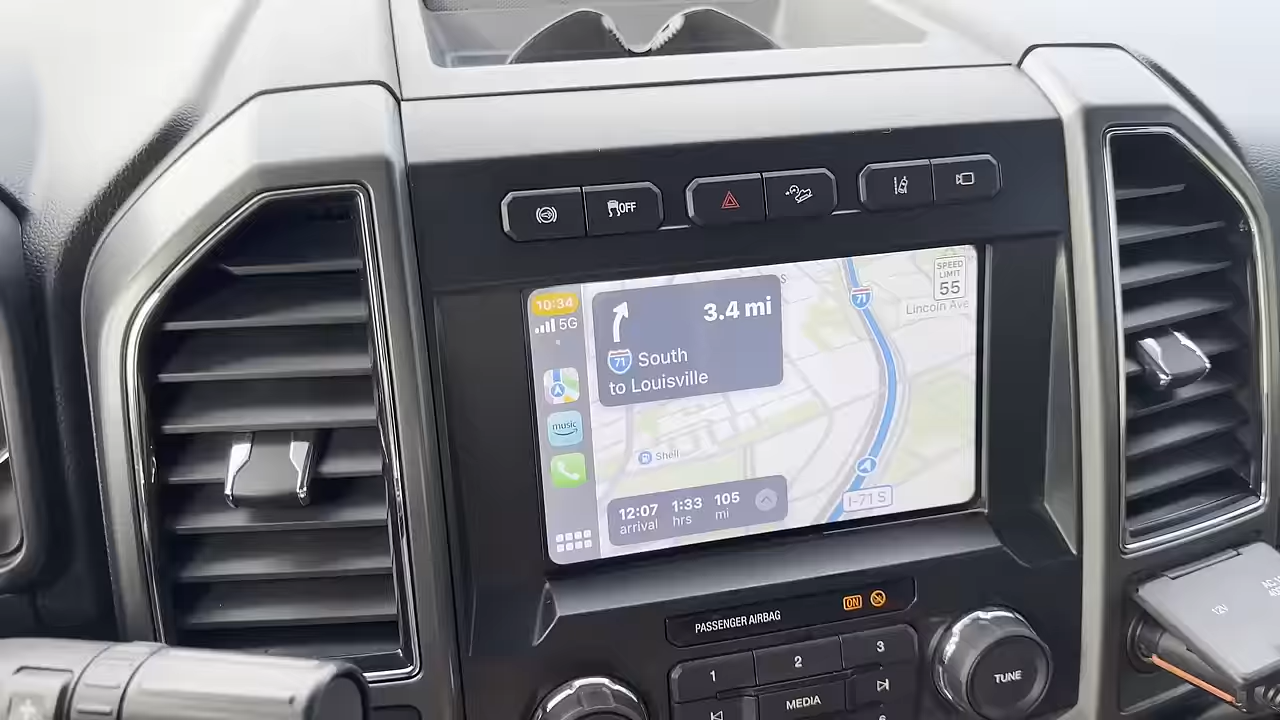 OFF
10:34
5G
3.4 mi
71
South
to Louisville
music
Shell
12:07 1:33 105
arrival hrs mi
71
SPEED
LIMIT
55
Lincoln Ave
I-71 S
PASSENGER AIRBAG
ON
1
2
3
MEDIA
TUNE
12V